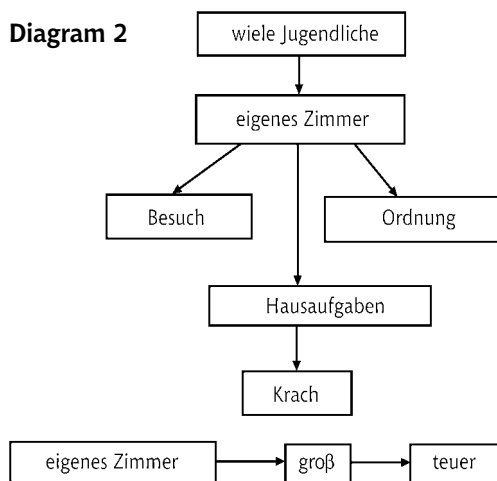 Diagram 2
wiele Jugendliche
eigenes Zimmer
Besuch
Ordnung
Hausaufgaben
Krach
eigenes Zimmer
groß
teuer